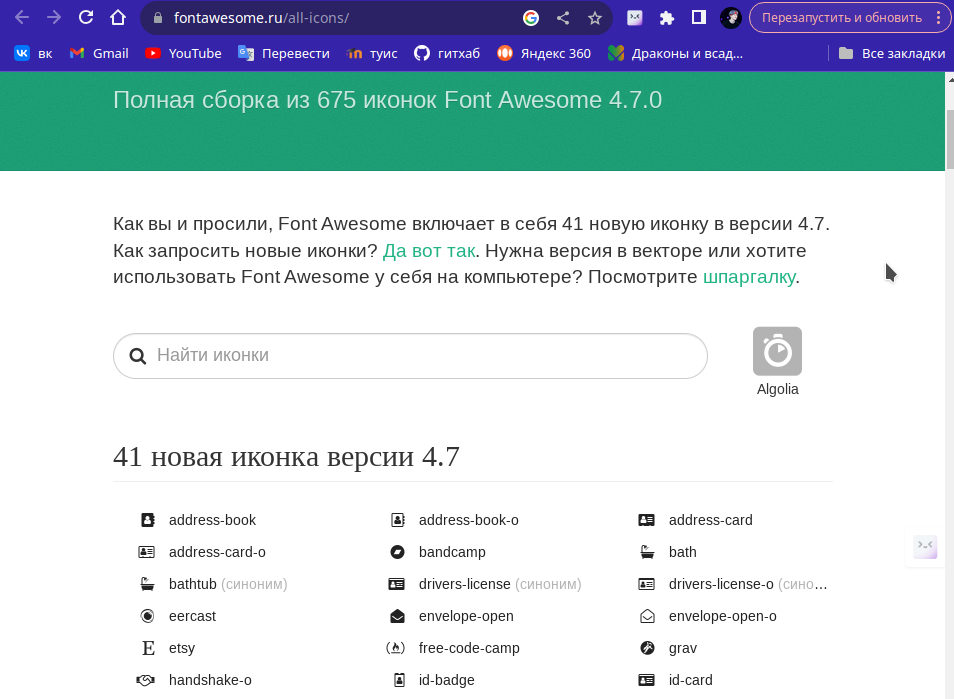 fontawesome.ru/all-icons/
Перезапустить и обновить
вк Gmail YouTube Перевести туис гитхаб Яндекс 360 Драконы и всад... Все закладки
Полная сборка из 675 иконок Font Awesome 4.7.0
Как вы и просили, Font Awesome включает в себя 41 новую иконку в версии 4.7.
Как запросить новые иконки? Да вот так. Нужна версия в векторе или хотите
использовать Font Awesome у себя на компьютере? Посмотрите шпаргалку.
Найти иконки
Algolia
41 новая иконка версии 4.7
address-book address-book-o address-card
address-card-o bandcamp bath
bathtub (синоним) drivers-license (синоним) drivers-license-o (сино…
eercast envelope-open envelope-open-o
etsy free-code-camp grav
handshake-o id-badge id-card